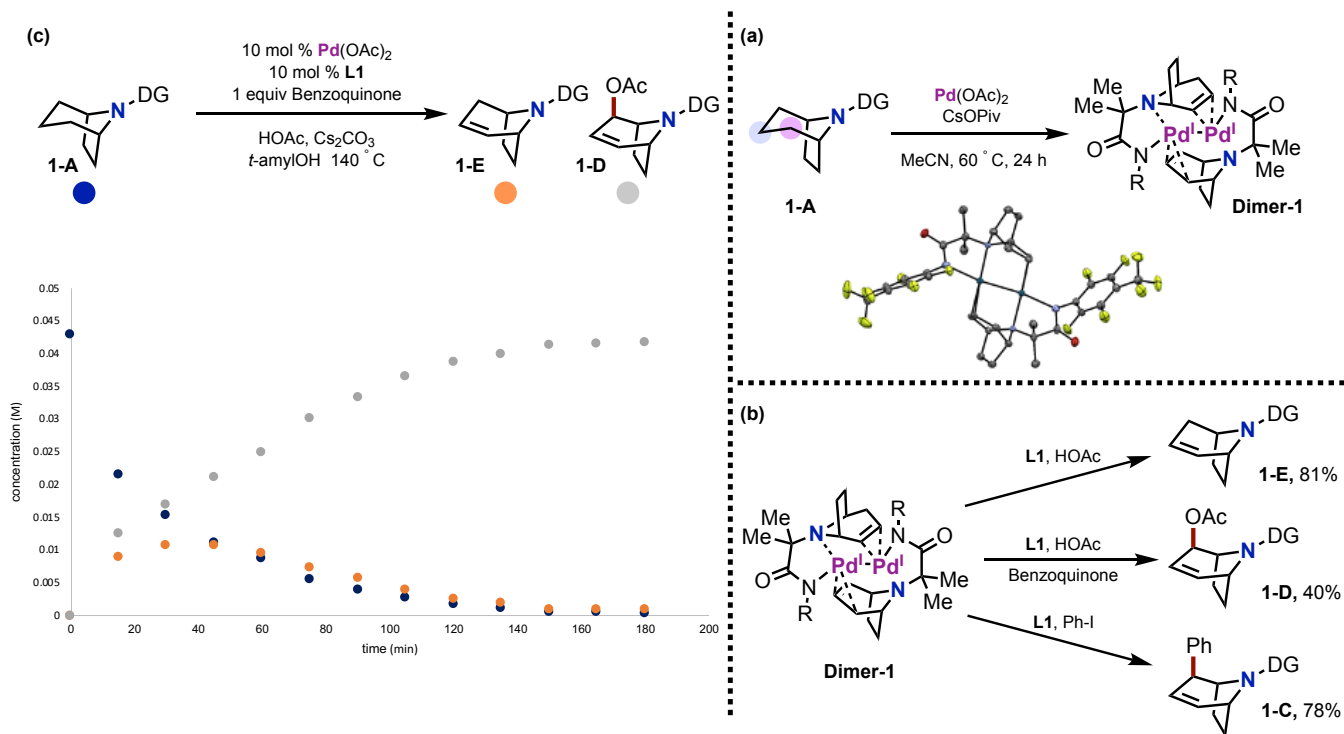 (c)
10 mol % Pd(OAc)2
10 mol % L1
1 equiv Benzoquinone
HOAc, Cs2CO3
t-amylOH 140 °C
N
DG
1-A
N
DG
1-E
OAc
N
DG
1-D
concentration (M)
0.05
0.045
0.04
0.035
0.03
0.025
0.02
0.015
0.01
0.005
0
0 20 40 60 80 100 120 140 160 180 200
time (min)
(a)
N
DG
1-A
Pd(OAc)2
CsOPiv
MeCN, 60 °C, 24 h
Me
Me
N
R
N
O
PdI PdI
O
N
R
N
Me
Me
Dimer-1
(b)
Me
Me
N
R
N
O
PdI PdI
O
N
R
N
Me
Me
Dimer-1
L1, HOAc
N
DG
1-E, 81%
L1, HOAc
Benzoquinone
OAc
N
DG
1-D, 40%
L1, Ph-I
Ph
N
DG
1-C, 78%